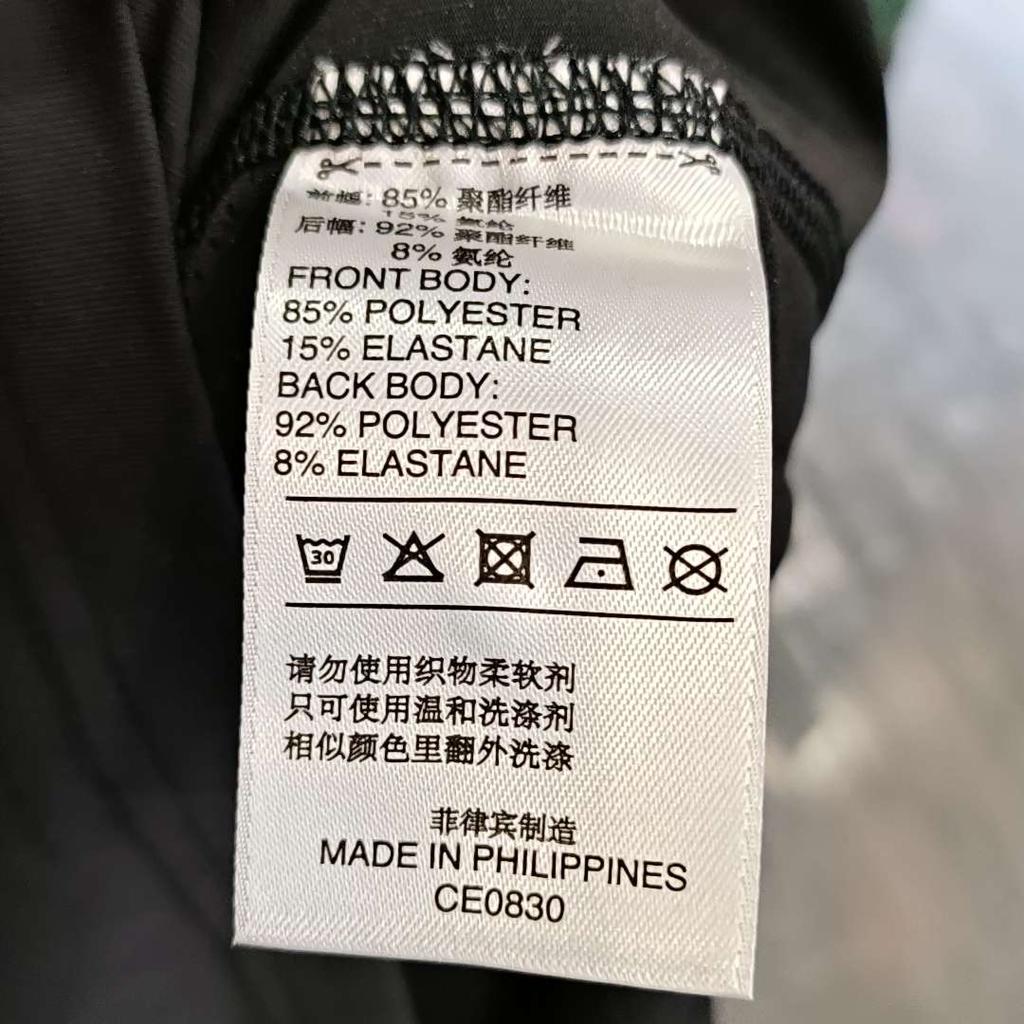 前幅: 85% 聚酯纤维
15% 氨纶
后幅: 92% 聚酯纤维
8% 氨纶
FRONT BODY:
85% POLYESTER
15% ELASTANE
BACK BODY:
92% POLYESTER
8% ELASTANE
30
请勿使用织物柔软剂
只可使用温和洗涤剂
相似颜色里翻外洗涤
菲律宾制造
MADE IN PHILIPPINES
CE0830